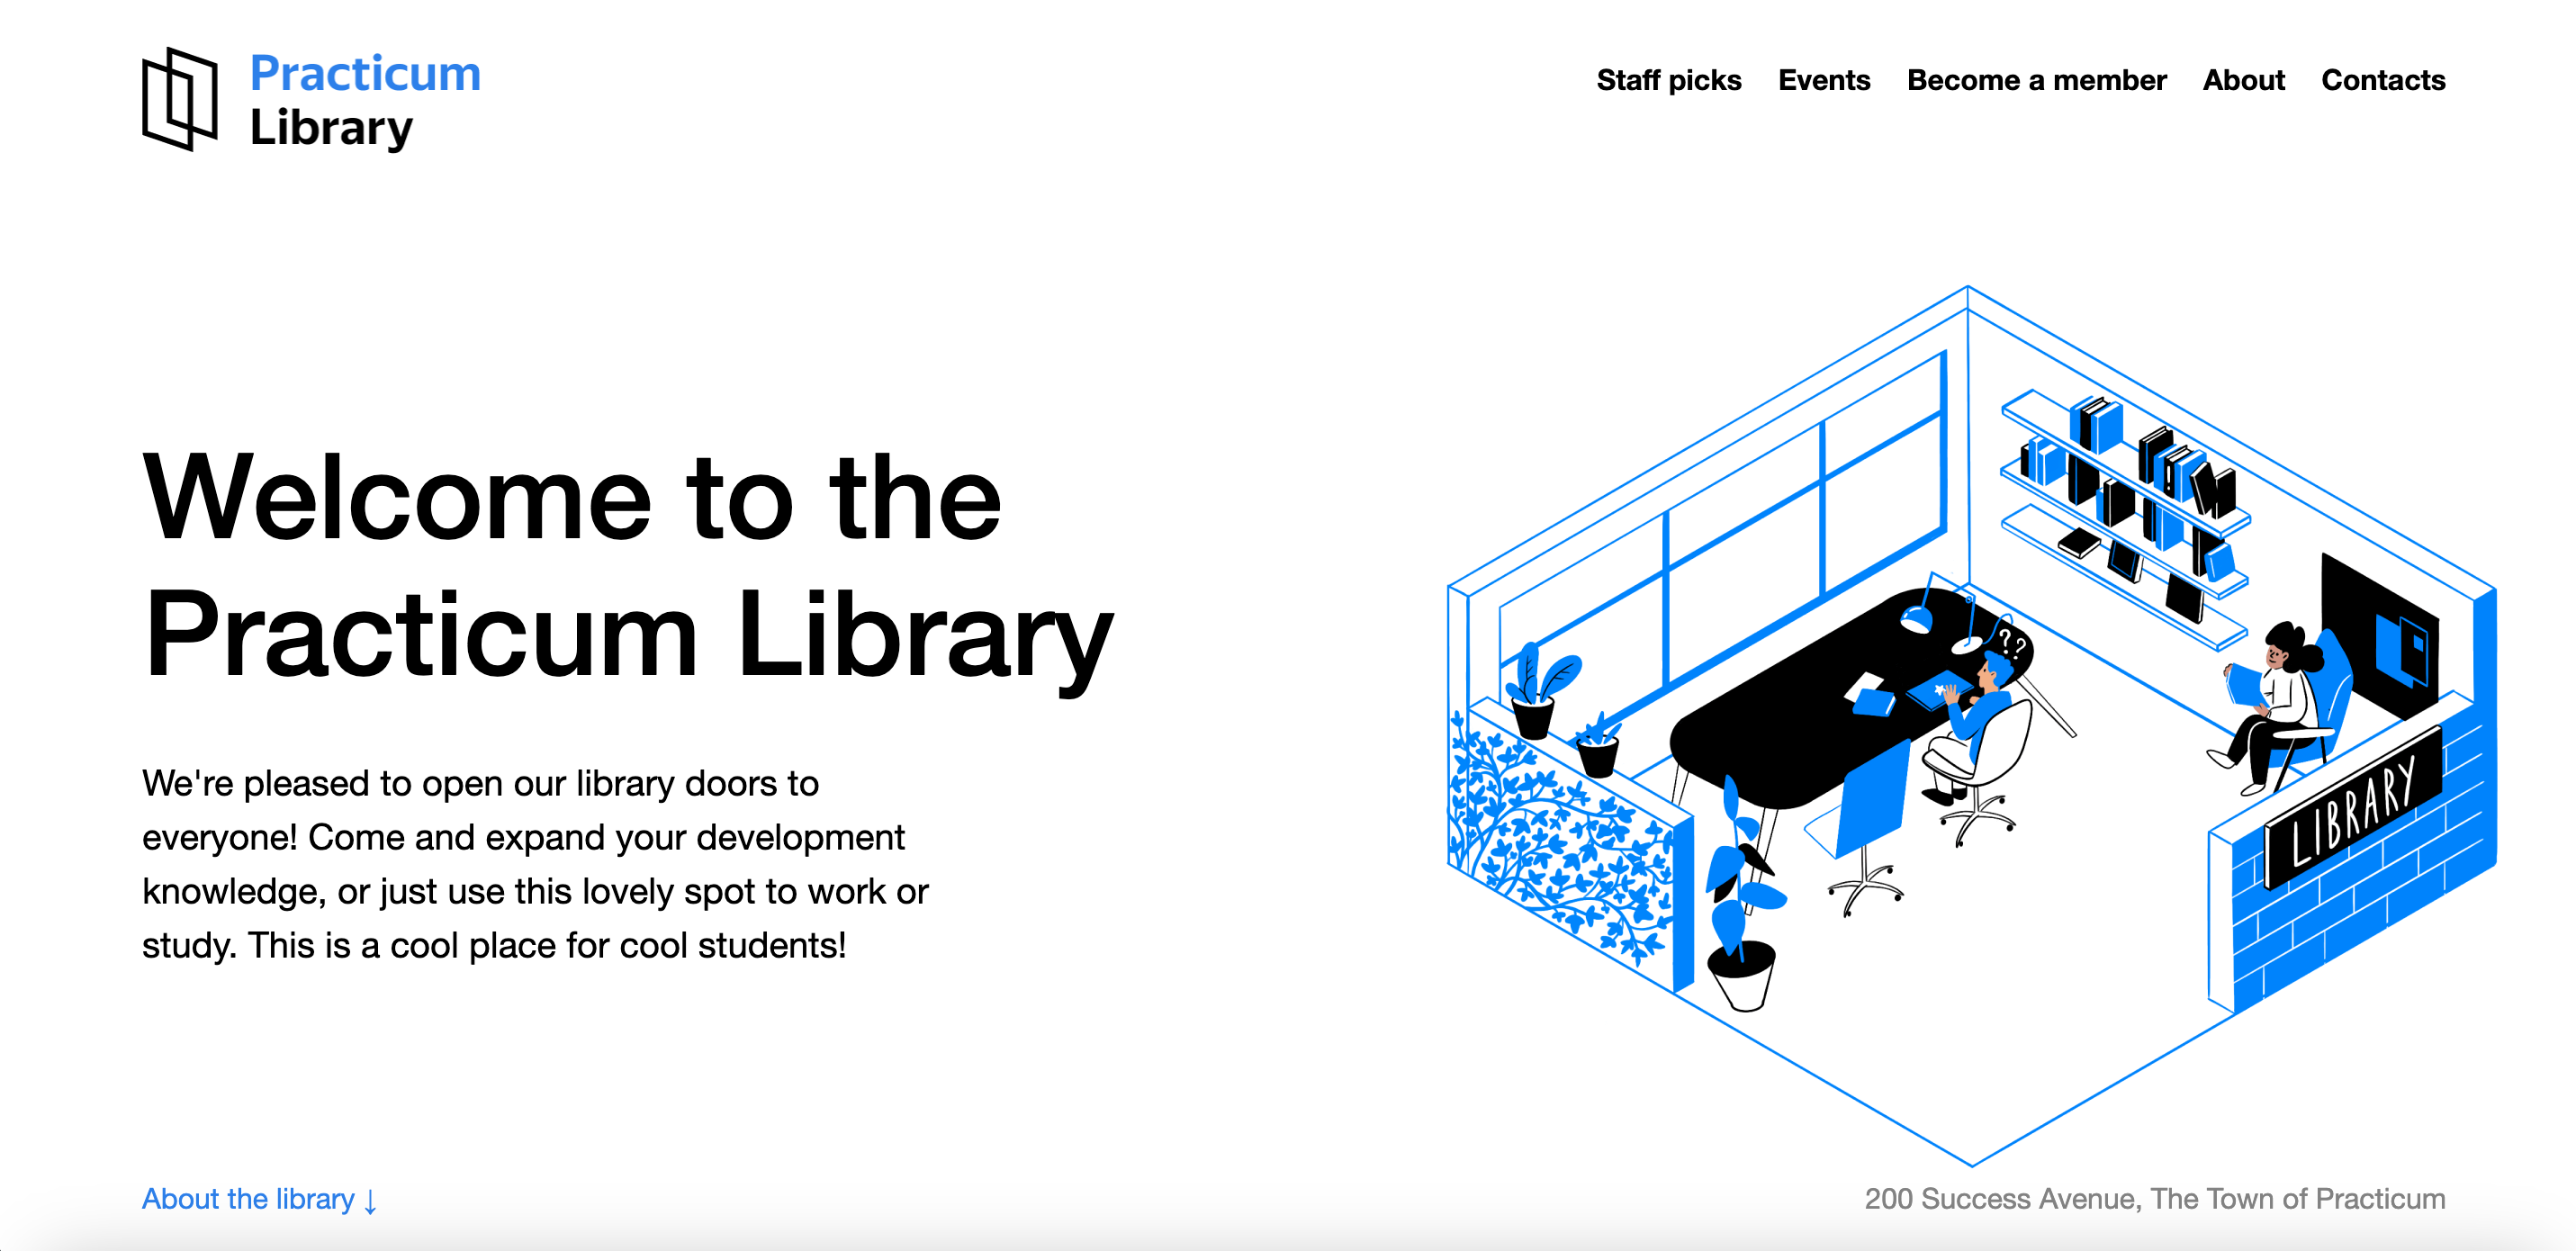 Practicum
Library
Staff picks Events Become a member About Contacts
Welcome to the
Practicum Library
We're pleased to open our library doors to
everyone! Come and expand your development
knowledge, or just use this lovely spot to work or
study. This is a cool place for cool students!
??
LIBRARY
About the library ↓
200 Success Avenue, The Town of Practicum